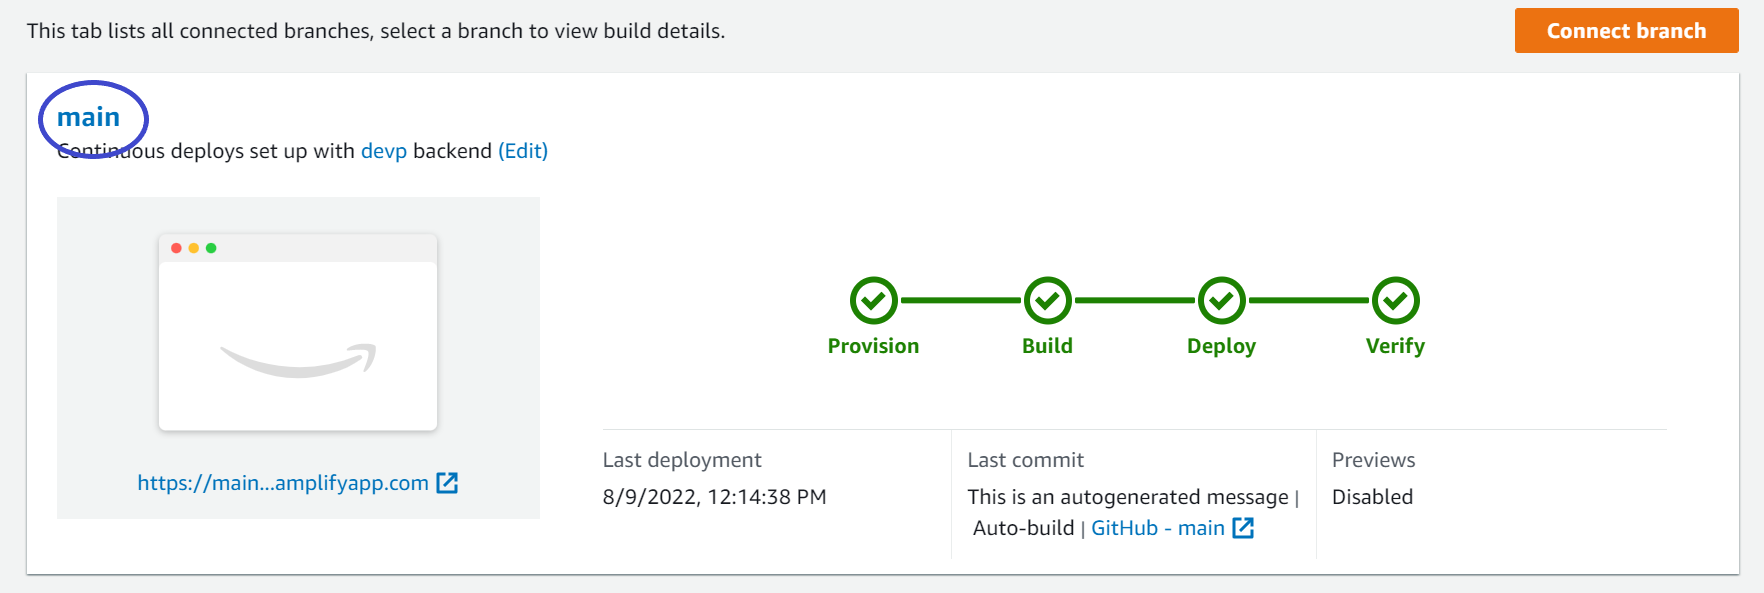 This tab lists all connected branches, select a branch to view build details.
Connect branch
main
Continuous deploys set up with devp backend (Edit)
https://main...amplifyapp.com
Provision
Build
Deploy
Verify
Last deployment
8/9/2022, 12:14:38 PM
Last commit
This is an autogenerated message |
Auto-build | GitHub - main
Previews
Disabled